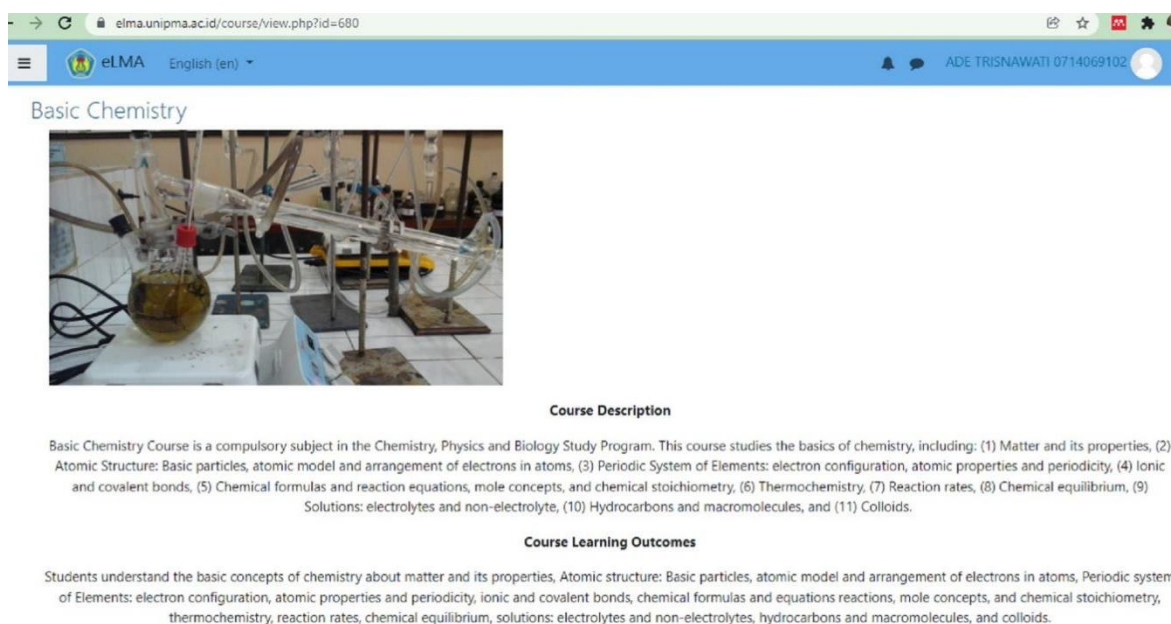 elma.unipma.ac.id/course/view.php?id=680
eLMA English (en) ADE TRISNAWATI 0714069102
Basic Chemistry
Course Description
Basic Chemistry Course is a compulsory subject in the Chemistry, Physics and Biology Study Program. This course studies the basics of chemistry, including: (1) Matter and its properties, (2)
Atomic Structure: Basic particles, atomic model and arrangement of electrons in atoms, (3) Periodic System of Elements: electron configuration, atomic properties and periodicity, (4) Ionic
and covalent bonds, (5) Chemical formulas and reaction equations, mole concepts, and chemical stoichiometry, (6) Thermochemistry, (7) Reaction rates, (8) Chemical equilibrium, (9)
Solutions: electrolytes and non-electrolyte, (10) Hydrocarbons and macromolecules, and (11) Colloids.
Course Learning Outcomes
Students understand the basic concepts of chemistry about matter and its properties, Atomic structure: Basic particles, atomic model and arrangement of electrons in atoms, Periodic system
of Elements: electron configuration, atomic properties and periodicity, ionic and covalent bonds, chemical formulas and equations reactions, mole concepts, and chemical stoichiometry,
thermochemistry, reaction rates, chemical equilibrium, solutions: electrolytes and non-electrolytes, hydrocarbons and macromolecules, and colloids.